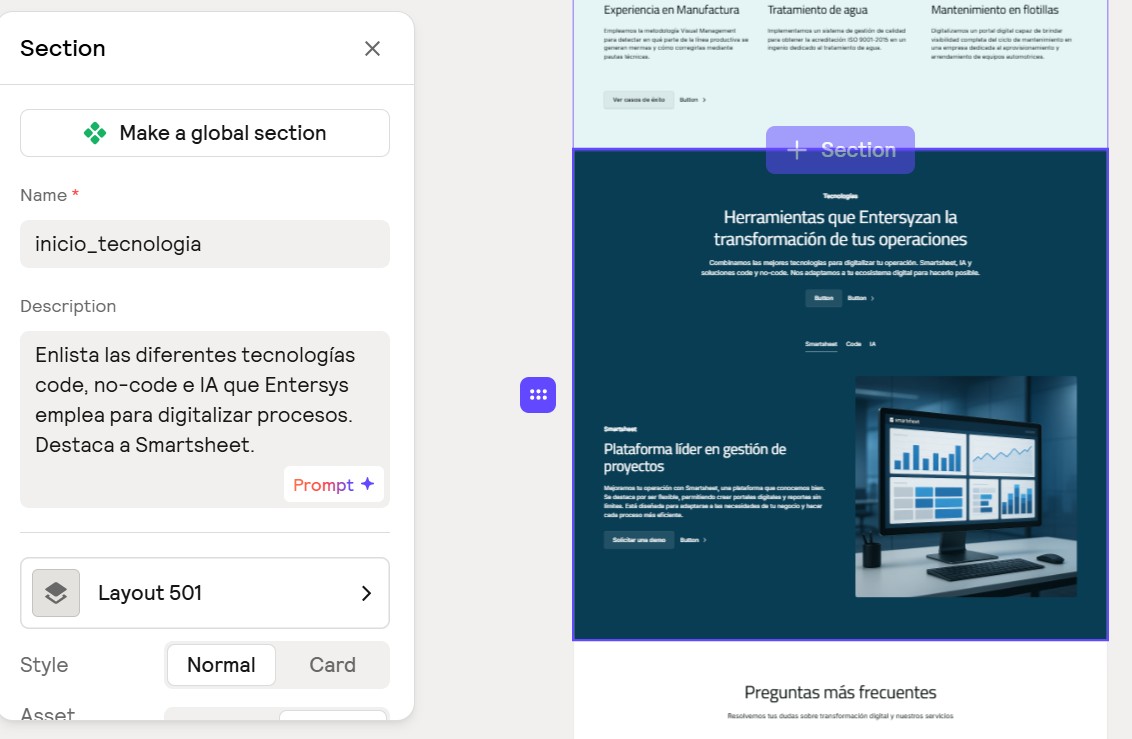 Section
Make a global section
Name *
inicio_tecnologia
Description
Enlista las diferentes tecnologías
code, no-code e IA que Entersys
emplea para digitalizar procesos.
Destaca a Smartsheet.
Prompt
Layout 501
Style
Normal
Card
Asset
Experiencia en Manufactura
Empleamos la metodología Visual Management
para detectar en qué parte de la línea productiva se
generan mermas y cómo corregirlas mediante
pautas técnicas.
Tratamiento de agua
Implementamos un sistema de gestión de calidad
para obtener la acreditación ISO 9001-2015 en un
ingenio dedicado al tratamiento de agua.
Mantenimiento en flotillas
Digitalizamos un portal digital capaz de brindar
visibilidad completa del ciclo de mantenimiento en
una empresa dedicada al aprovisionamiento y
arrendamiento de equipos automotrices.
Ver casos de éxito
Button
Section
Tecnologías
Herramientas que Entersyzan la
transformación de tus operaciones
Combinamos las mejores tecnologías para digitalizar tu operación. Smartsheet, IA y
soluciones code y no-code. Nos adaptamos a tu ecosistema digital para hacerlo posible.
Button
Button
Smartsheet
Code
IA
Smartsheet
Plataforma líder en gestión de
proyectos
Mejoramos tu operación con Smartsheet, una plataforma que conocemos bien.
Se destaca por ser flexible, permitiendo crear portales digitales y reportes sin
límites. Está diseñada para adaptarse a las necesidades de tu negocio y hacer
cada proceso más eficiente.
Solicitar una demo
Button
smartsheet
Preguntas más frecuentes
Resolvemos tus dudas sobre transformación digital y nuestros servicios